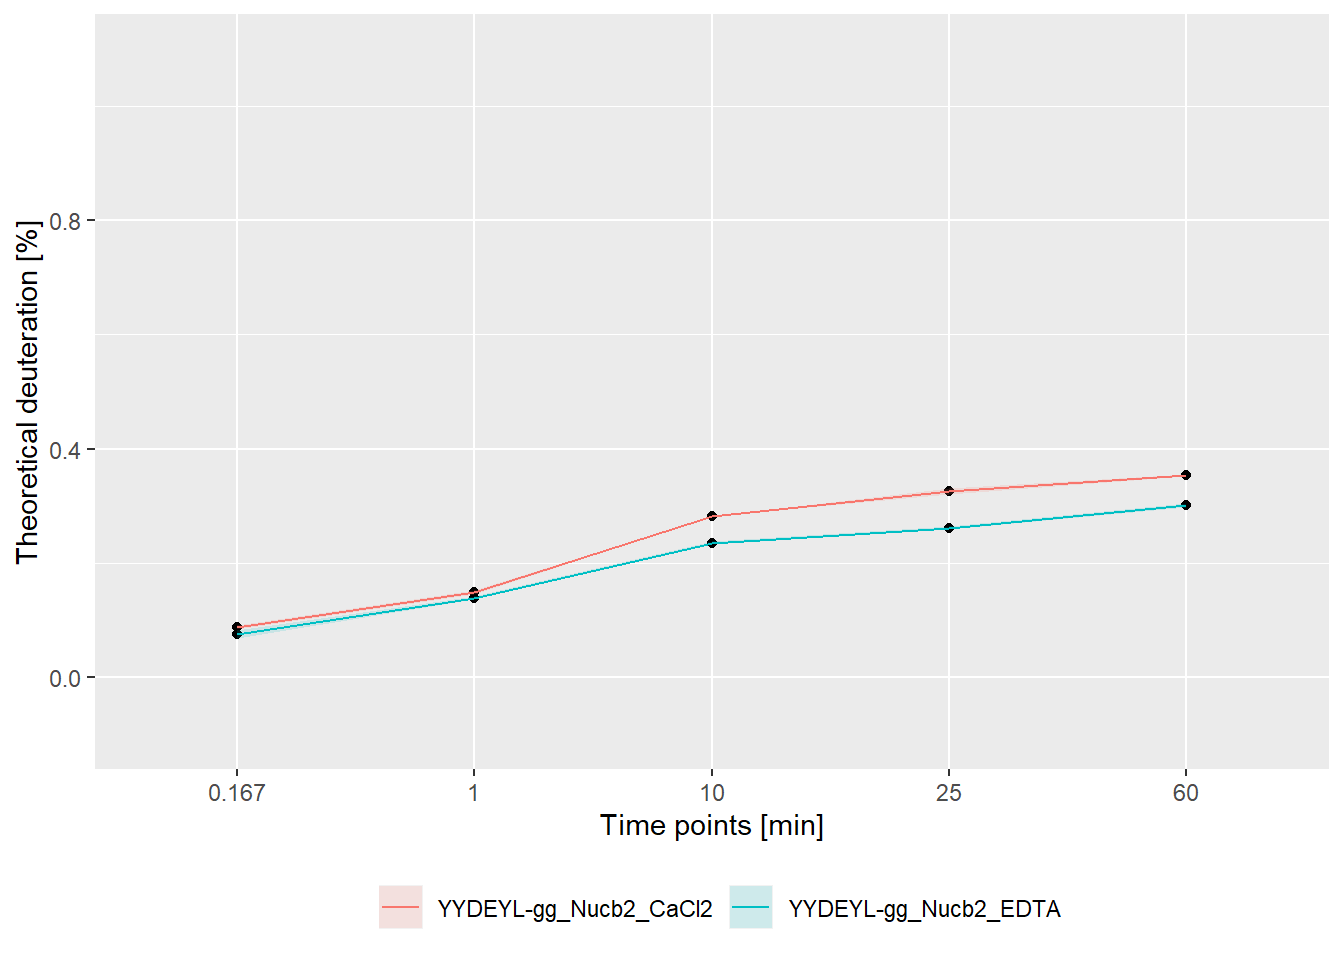 Theoretical deuteration [%]
0.8
0.4
0.0
0.167 1 10 25 60
Time points [min]
YYDEYL-gg_Nucb2_CaCl2 YYDEYL-gg_Nucb2_EDTA